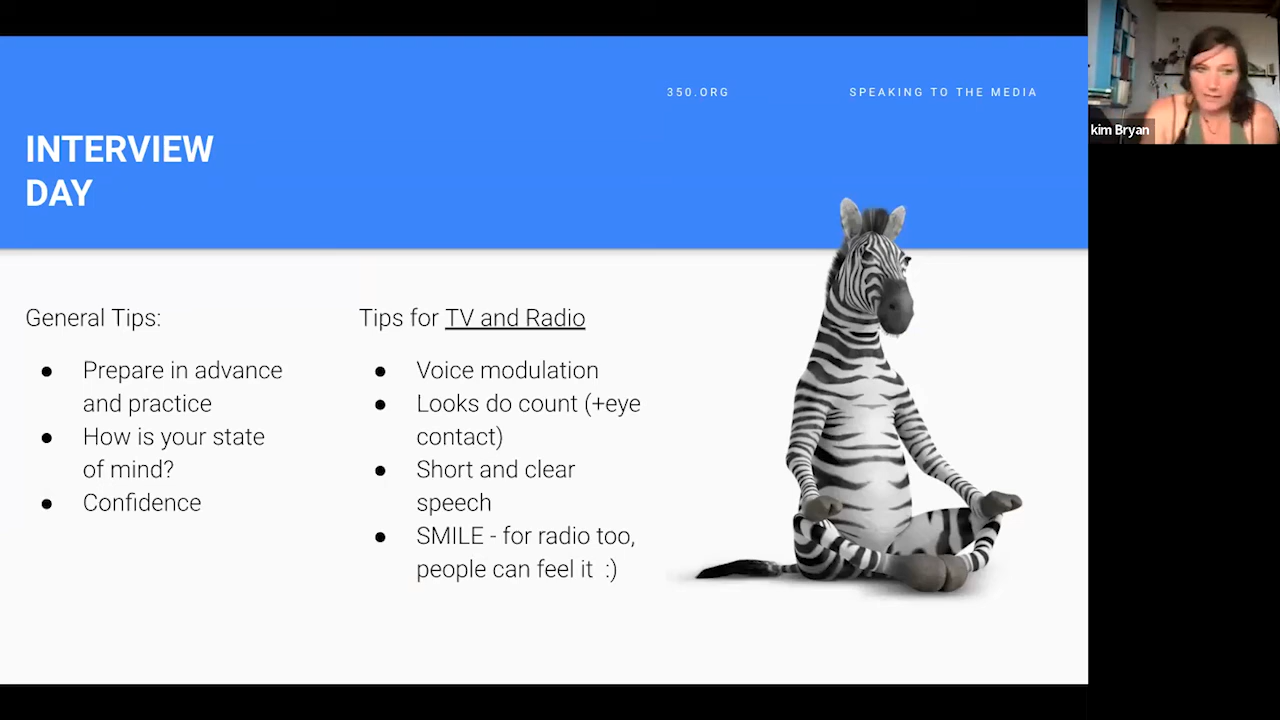 350.ORG
SPEAKING TO THE MEDIA
INTERVIEW
DAY
General Tips:
● Prepare in advance
and practice
● How is your state
of mind?
● Confidence
Tips for TV and Radio
● Voice modulation
● Looks do count (+eye
contact)
● Short and clear
speech
● SMILE - for radio too,
people can feel it :)
kim Bryan